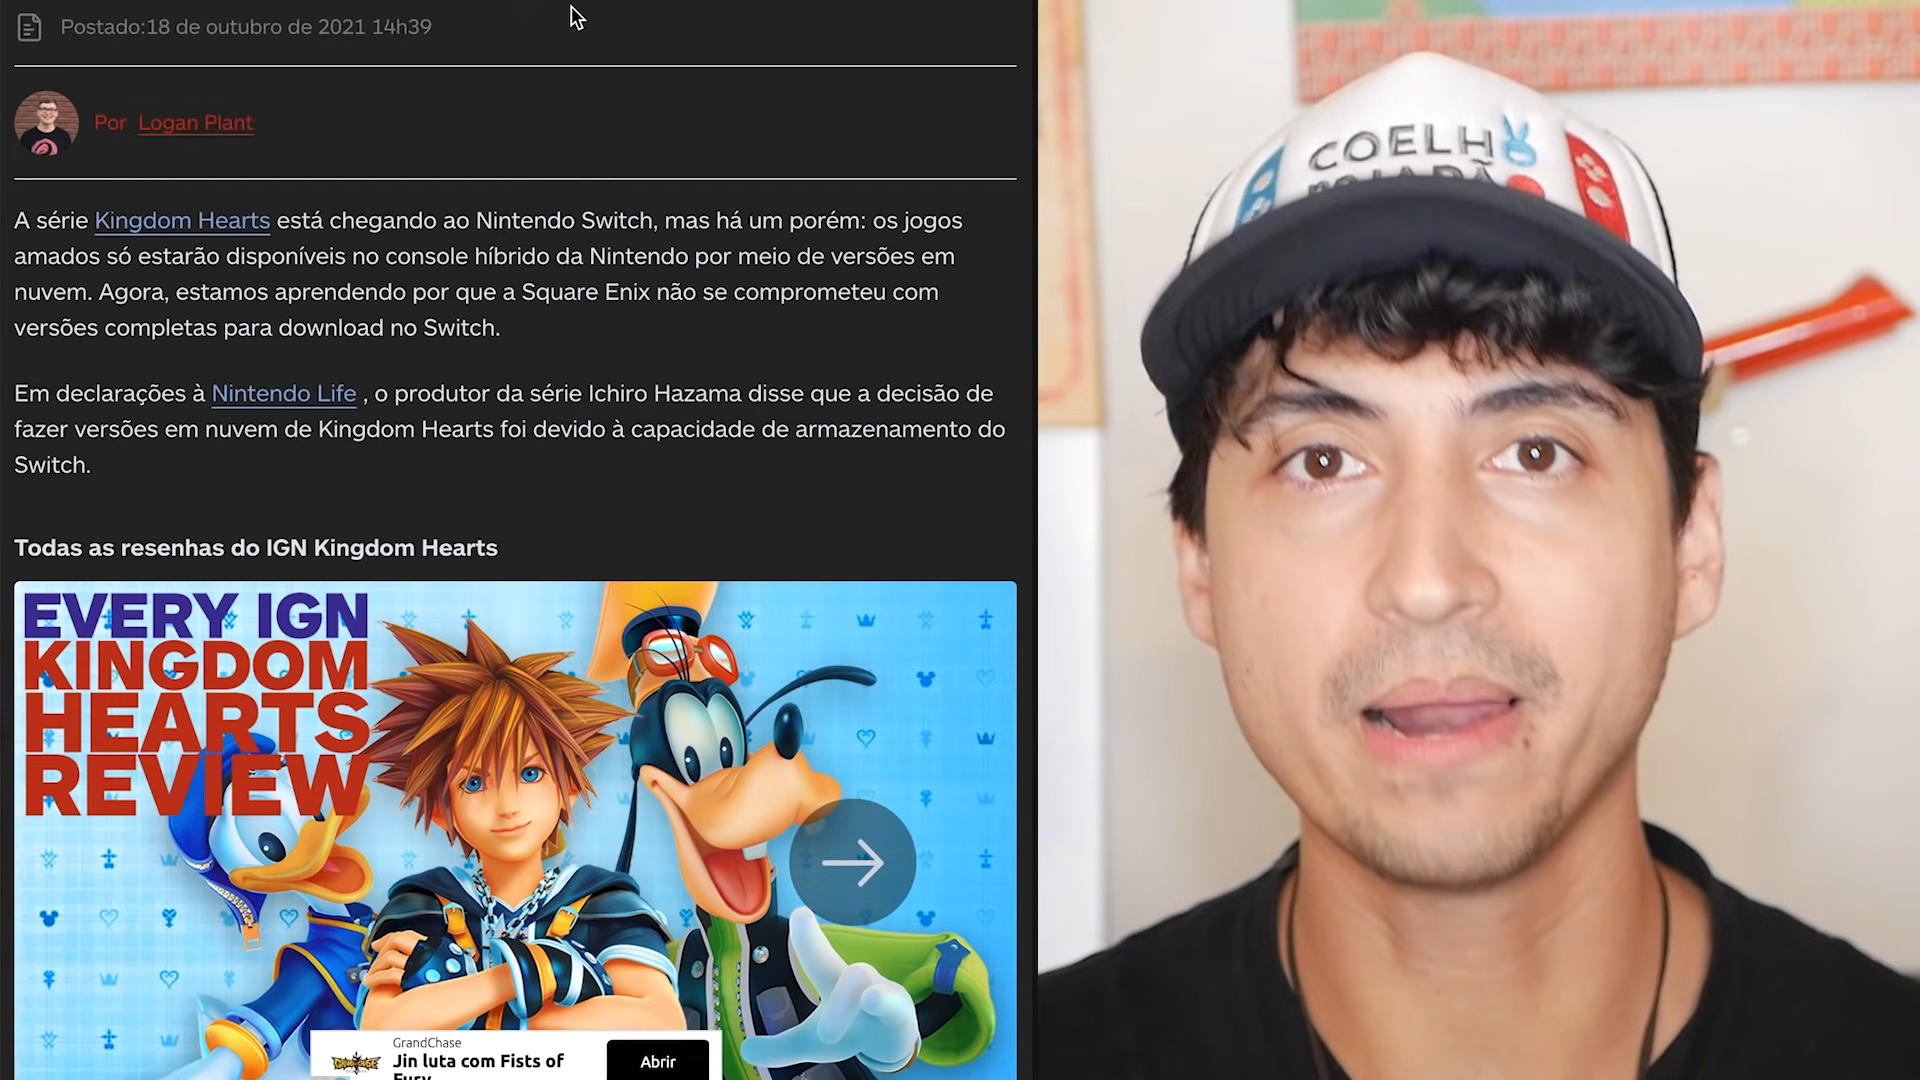 Postado:18 de outubro de 2021 14h39
Por Logan Plant
A série Kingdom Hearts está chegando ao Nintendo Switch, mas há um porém: os jogos
amados só estarão disponíveis no console híbrido da Nintendo por meio de versões em
nuvem. Agora, estamos aprendendo por que a Square Enix não se comprometeu com
versões completas para download no Switch.
Em declarações à Nintendo Life , o produtor da série Ichiro Hazama disse que a decisão de
fazer versões em nuvem de Kingdom Hearts foi devido à capacidade de armazenamento do
Switch.
Todas as resenhas do IGN Kingdom Hearts
EVERY IGN
KINGDOM
HEARTS
REVIEW
GrandChase
Jin luta com Fists of
Fury
Abrir
COELH
no JAPÃ